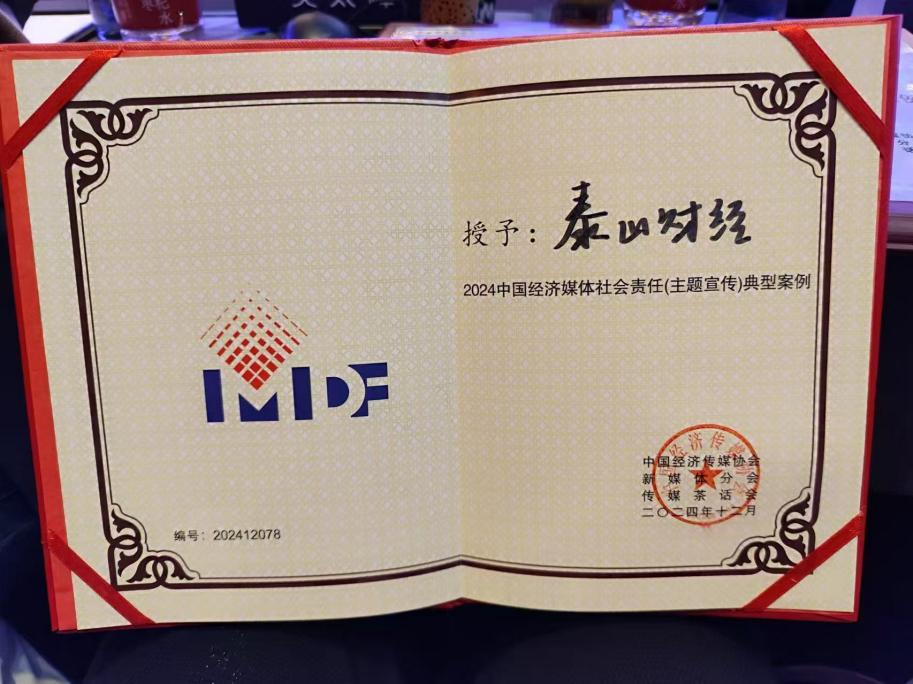 IMDF
编号：202412078
授予：泰山财经
2024中国经济媒体社会责任(主题宣传)典型案例
中国经济传媒协会
新媒体分会
传媒茶话会
二〇二四年十二月